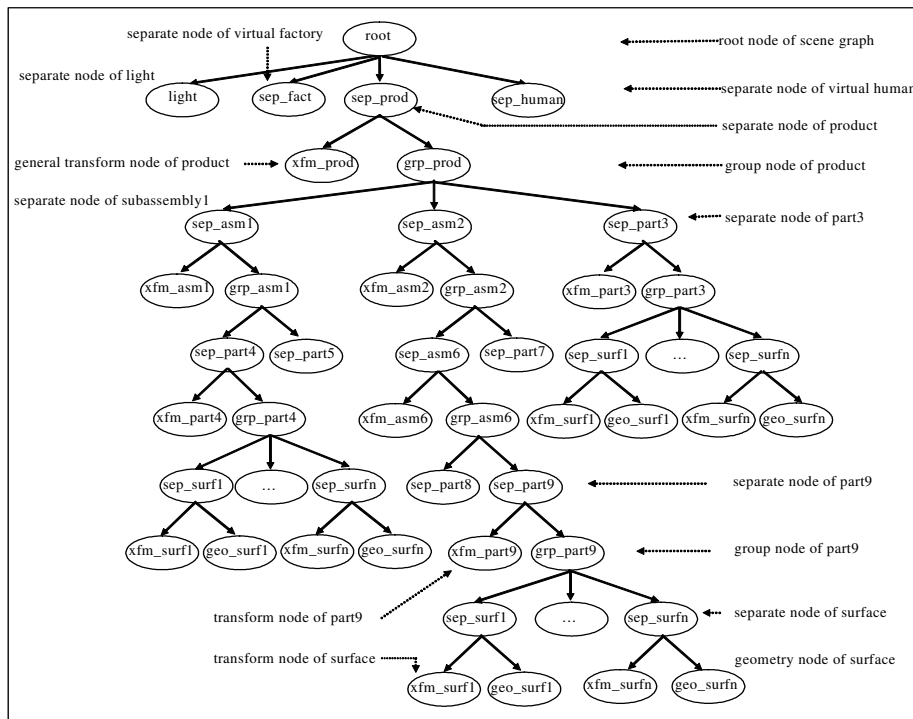 separate node of virtual factory
root
root node of scene graph
separate node of light
light
sep_fact
sep_prod
sep_human
separate node of virtual human
separate node of product
general transform node of product
xfm_prod
grp_prod
group node of product
separate node of subassembly1
sep_asm1
sep_asm2
sep_part3
separate node of part3
xfm_asm1
grp_asm1
xfm_asm2
grp_asm2
xfm_part3
grp_part3
sep_part4
sep_part5
sep_asm6
sep_part7
sep_surf1
...
sep_surfn
xfm_part4
grp_part4
xfm_asm6
grp_asm6
xfm_surf1
geo_surf1
xfm_surfn
geo_surfn
sep_surf1
...
sep_surfn
sep_part8
sep_part9
separate node of part9
xfm_surf1
geo_surf1
xfm_surfn
geo_surfn
xfm_part9
grp_part9
group node of part9
transform node of part9
sep_surf1
...
sep_surfn
separate node of surface
transform node of surface
geometry node of surface
xfm_surf1
geo_surf1
xfm_surfn
geo_surfn